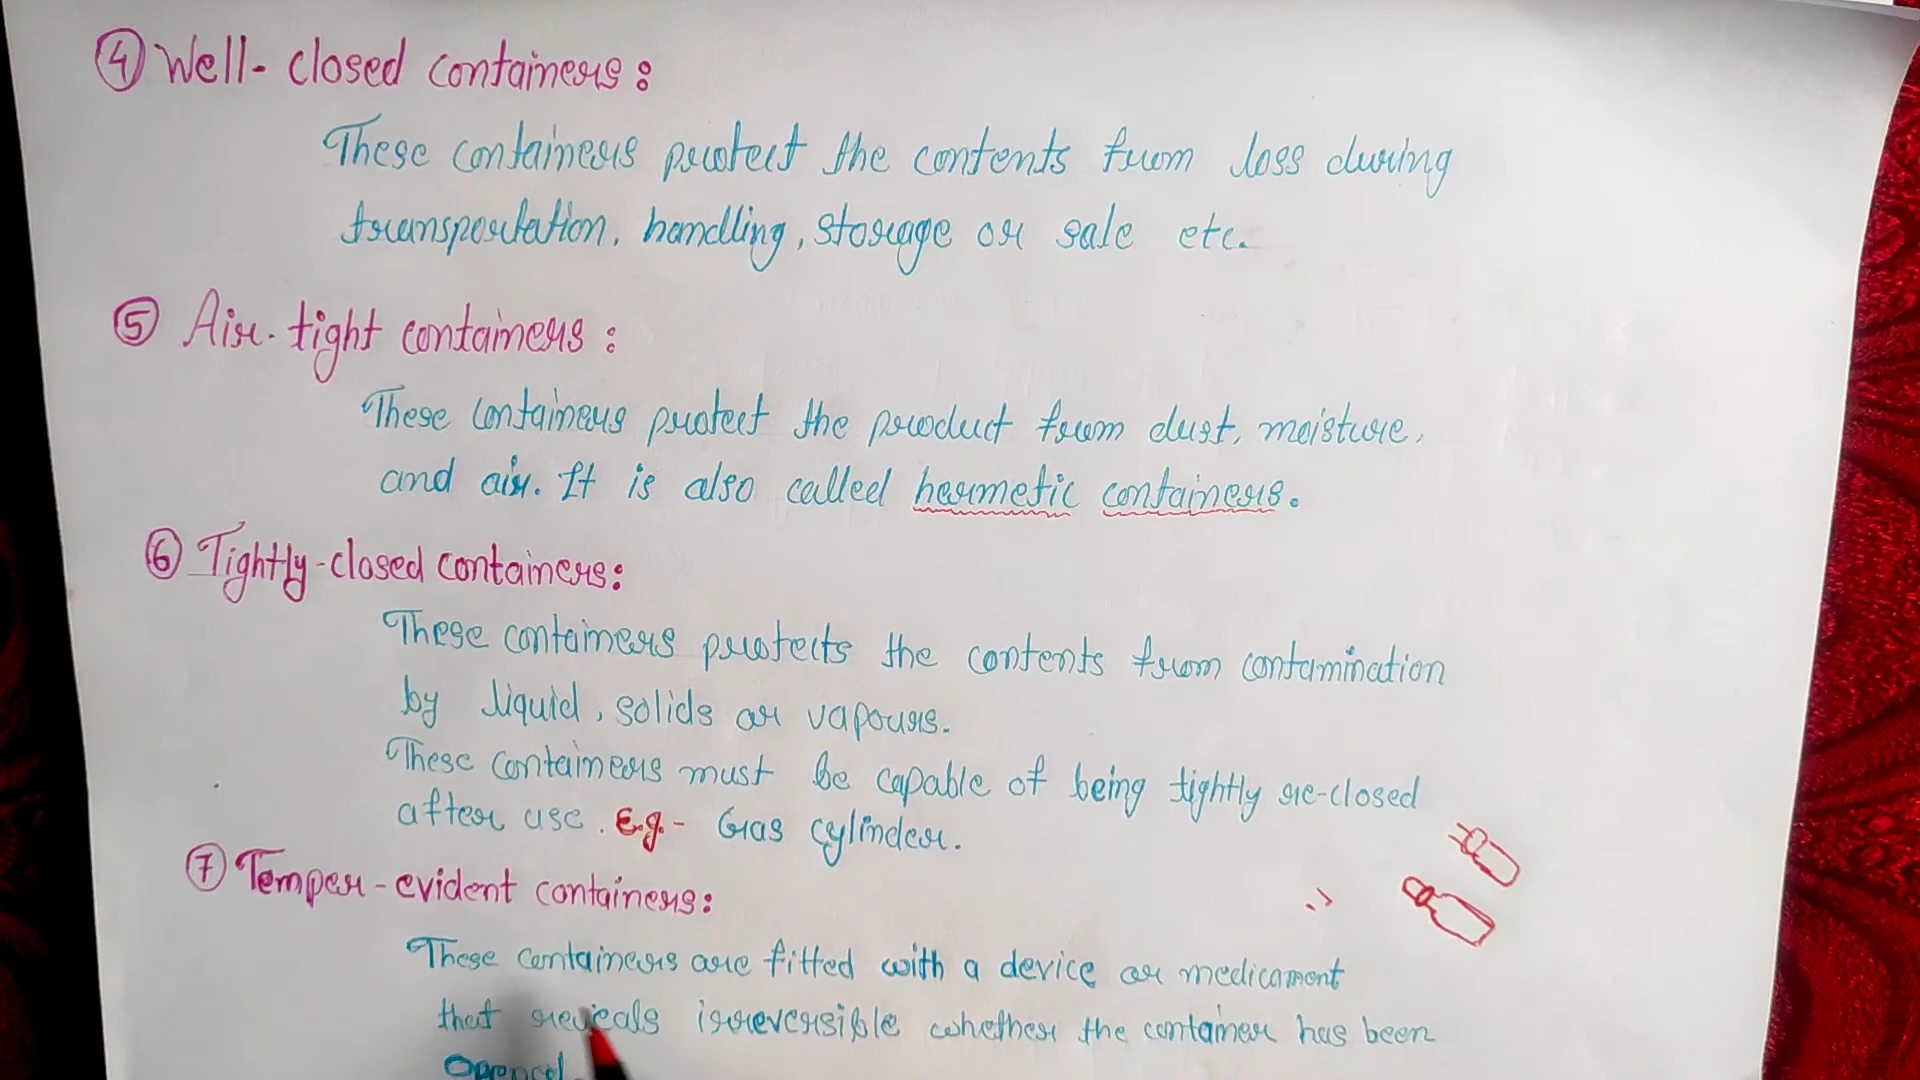 ④ Well- closed containers:
These containers protect the contents from loss during
transportation, handling, storage or sale etc.
⑤ Air-tight containers:
These containers protect the product from dust, moisture,
and air. It is also called hermetic containers.
⑥ Tightly-closed containers:
These containers protects the contents from contamination
by liquid, solids or vapours.
These containers must be capable of being tightly re-closed
after use. E.g.- Gas cylinder.
⑦ Temper-evident containers:
These containers are fitted with a device or medicament
that reveals irreversible whether the container has been
opened.